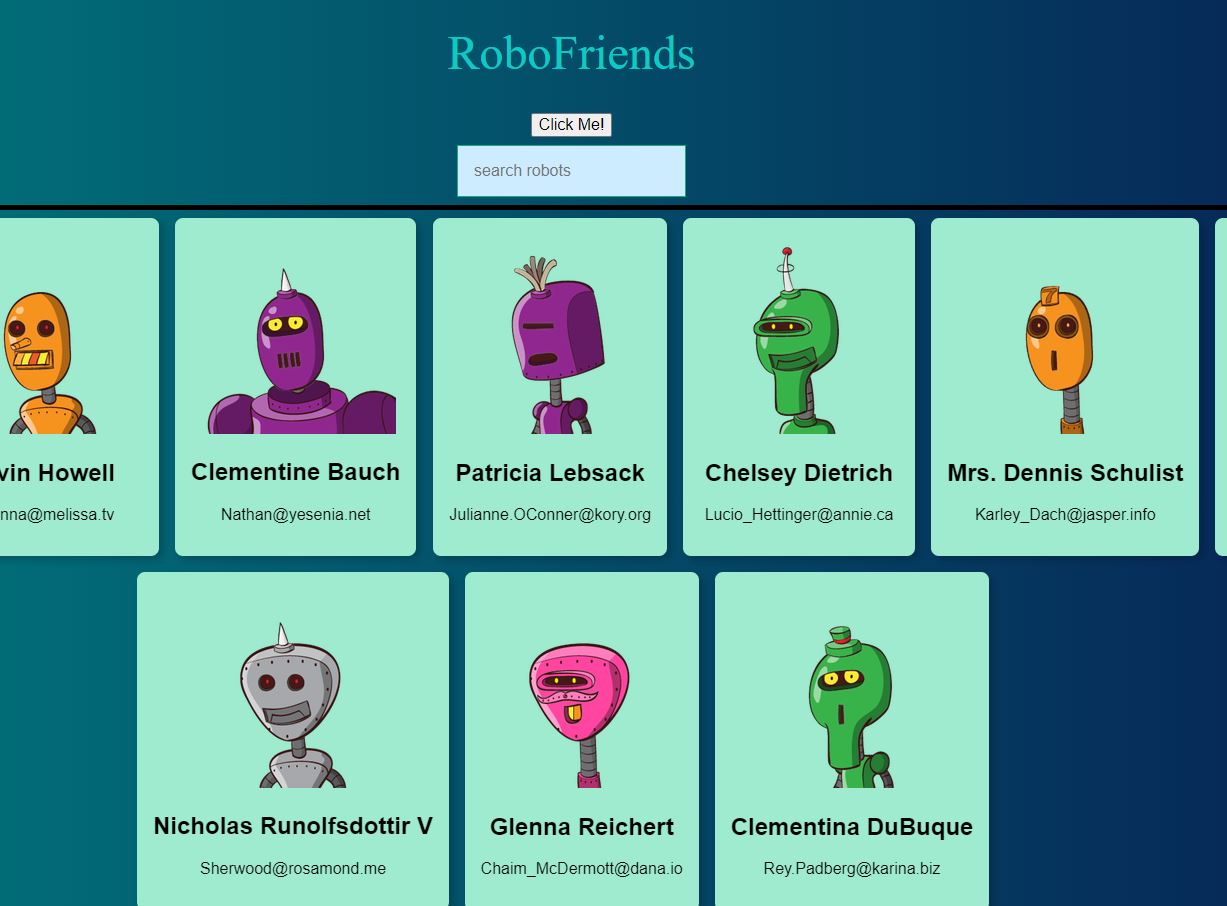 RoboFriends
Click Me!
search robots
7
vin Howell
Clementine Bauch
Patricia Lebsack
Chelsey Dietrich
Mrs. Dennis Schulist
nna@melissa.tv
Nathan@yesenia.net
Julianne.OConner@kory.org
Lucio_Hettinger@annie.ca
Karley_Dach@jasper.info
Nicholas Runolfsdottir V
Glenna Reichert
Clementina DuBuque
Sherwood@rosamond.me
Chaim_McDermott@dana.io
Rey.Padberg@karina.biz